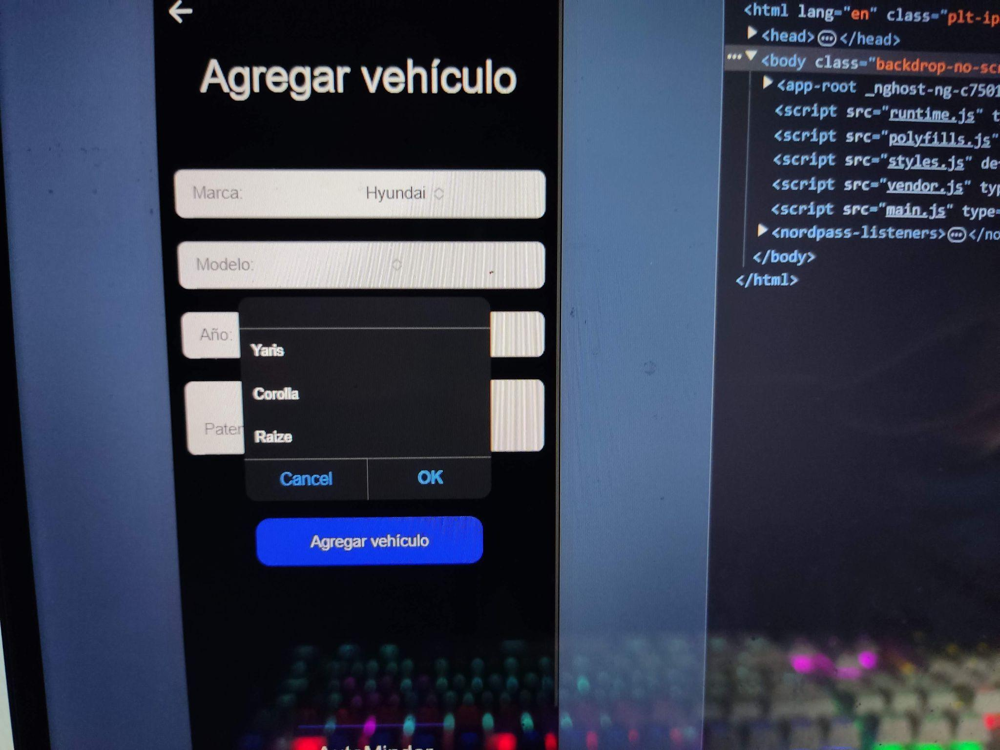 Agregar vehículo
Marca:
Hyundai
Modelo:
Año:
Yaris
Corolla
Raize
Cancel
OK
Agregar vehículo
<html lang="en" class="plt-ip
<head></head>
<body class="backdrop-no-scr
<app-root _nghost-ng-c7501
<script src="runtime.js" t
<script src="polyfills.js"
<script src="styles.js" de
<script src="vendor.js" typ
<script src="main.js" type=
<nordpass-listeners></no
</body>
</html>